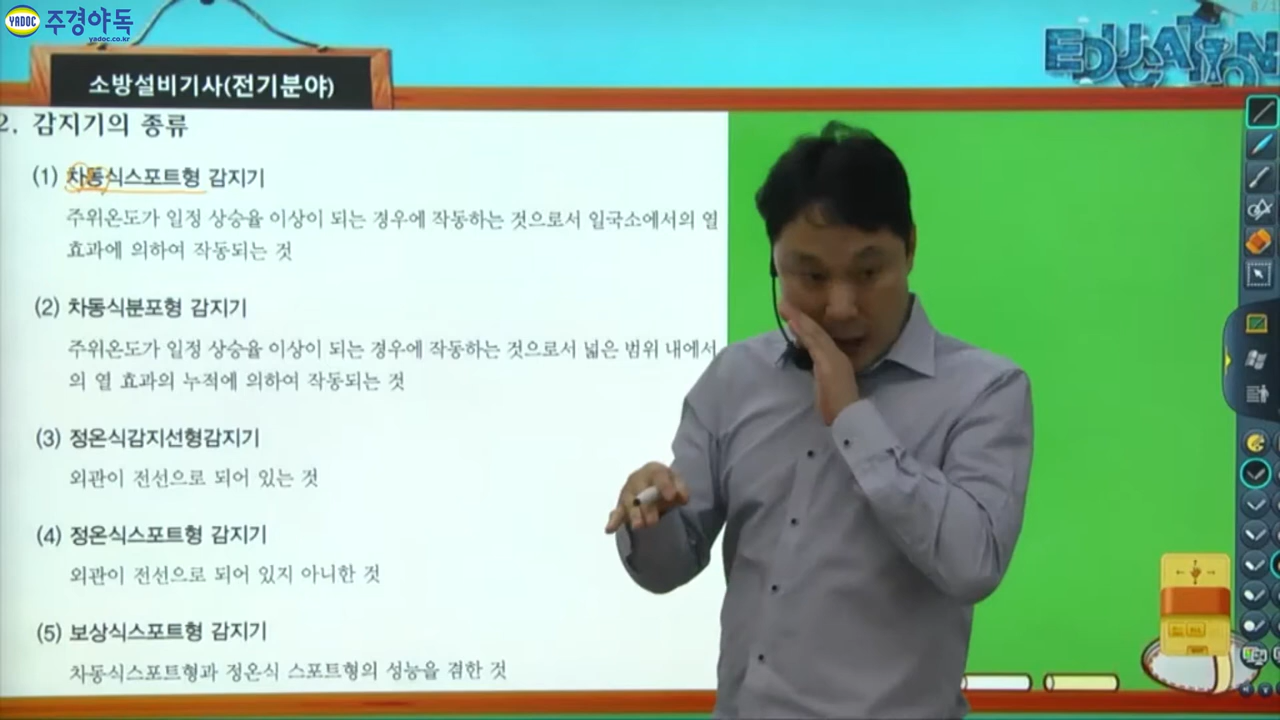 YADOC 주경야독
yadoc.co.kr
EDUCATION
소방설비기사(전기분야)
2. 감지기의 종류
(1) 차동식스포트형 감지기
주위온도가 일정 상승율 이상이 되는 경우에 작동하는 것으로서 일국소에서의 열
효과에 의하여 작동되는 것
(2) 차동식분포형 감지기
주위온도가 일정 상승율 이상이 되는 경우에 작동하는 것으로서 넓은 범위 내에서
의 열 효과의 누적에 의하여 작동되는 것
(3) 정온식감지선형감지기
외관이 전선으로 되어 있는 것
(4) 정온식스포트형 감지기
외관이 전선으로 되어 있지 아니한 것
(5) 보상식스포트형 감지기
차동식스포트형과 정온식 스포트형의 성능을 겸한 것